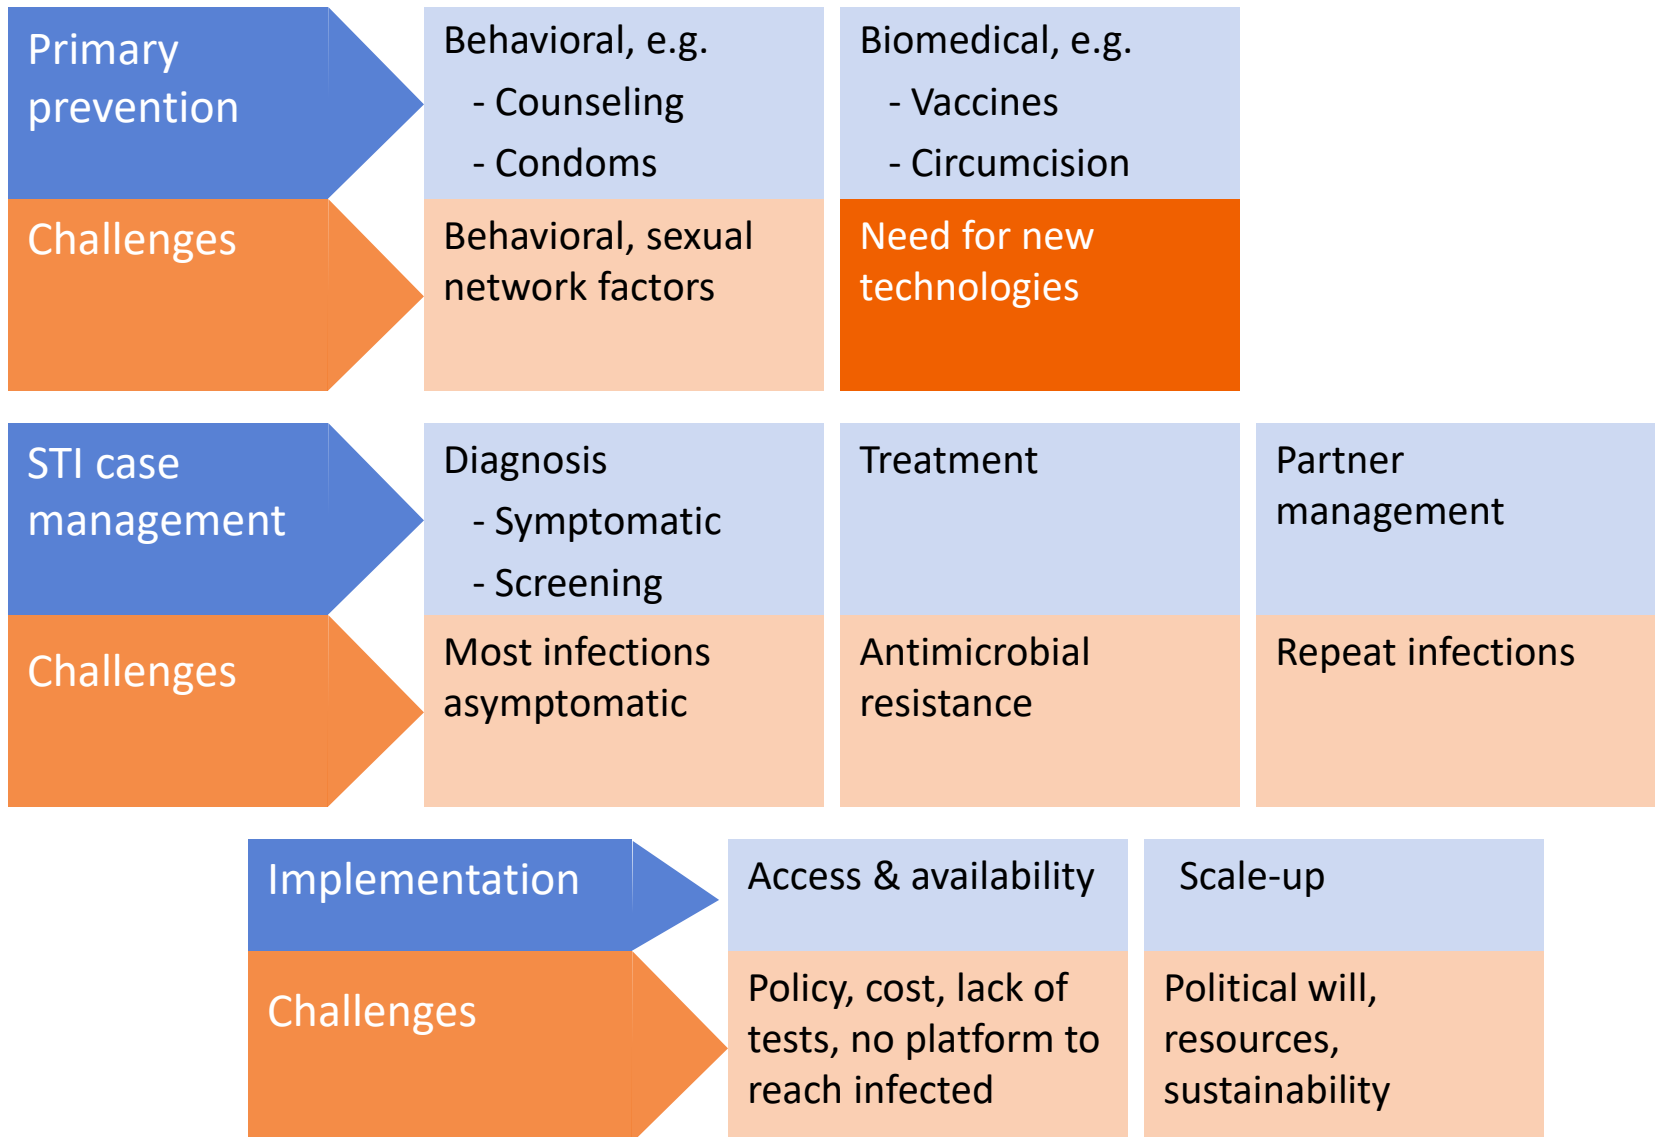 Primary
prevention
Behavioral, e.g.
- Counseling
- Condoms
Biomedical, e.g.
- Vaccines
- Circumcision
Challenges
Behavioral, sexual
network factors
Need for new
technologies
STI case
management
Diagnosis
- Symptomatic
- Screening
Treatment
Partner
management
Challenges
Most infections
asymptomatic
Antimicrobial
resistance
Repeat infections
Implementation
Access & availability
Scale-up
Challenges
Policy, cost, lack of
tests, no platform to
reach infected
Political will,
resources,
sustainability